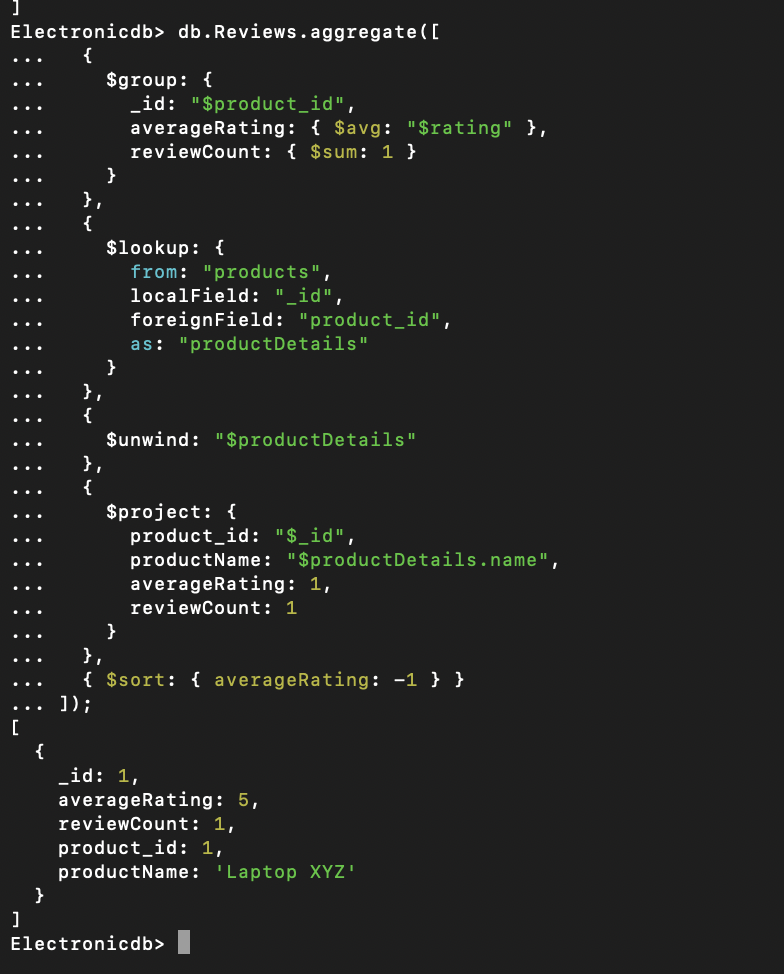 ]
Electronicdb> db.Reviews.aggregate([
...   {
...     $group: {
...       _id: "$product_id",
...       averageRating: { $avg: "$rating" },
...       reviewCount: { $sum: 1 }
...     }
...   },
...   {
...     $lookup: {
...       from: "products",
...       localField: "_id",
...       foreignField: "product_id",
...       as: "productDetails"
...     }
...   },
...   {
...     $unwind: "$productDetails"
...   },
...   {
...     $project: {
...       product_id: "$_id",
...       productName: "$productDetails.name",
...       averageRating: 1,
...       reviewCount: 1
...     }
...   },
...   { $sort: { averageRating: -1 } }
... ]);
[
  {
    _id: 1,
    averageRating: 5,
    reviewCount: 1,
    product_id: 1,
    productName: 'Laptop XYZ'
  }
]
Electronicdb>